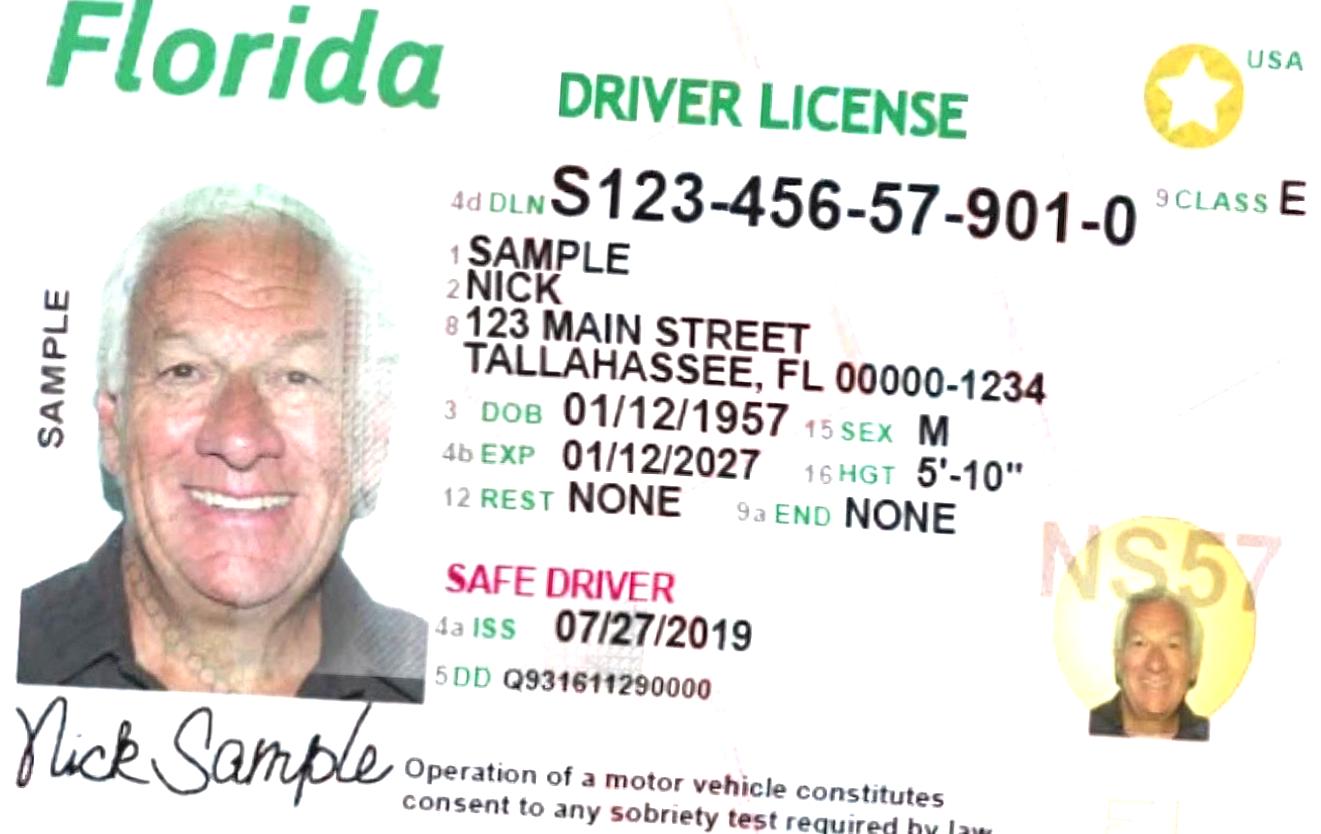 Florida
DRIVER LICENSE
USA
4d DLN S123-456-57-901-0 9 CLASS E
1 SAMPLE
2 NICK
8 123 MAIN STREET
TALLAHASSEE, FL 00000-1234
3 DOB 01/12/1957 15 SEX M
4b EXP 01/12/2027 16 HGT 5'-10"
12 REST NONE 9a END NONE
SAMPLE
NS57
SAFE DRIVER
4a ISS 07/27/2019
5 DD Q931611290000
Nick Sample
Operation of a motor vehicle constitutes
consent to any sobriety test required by law